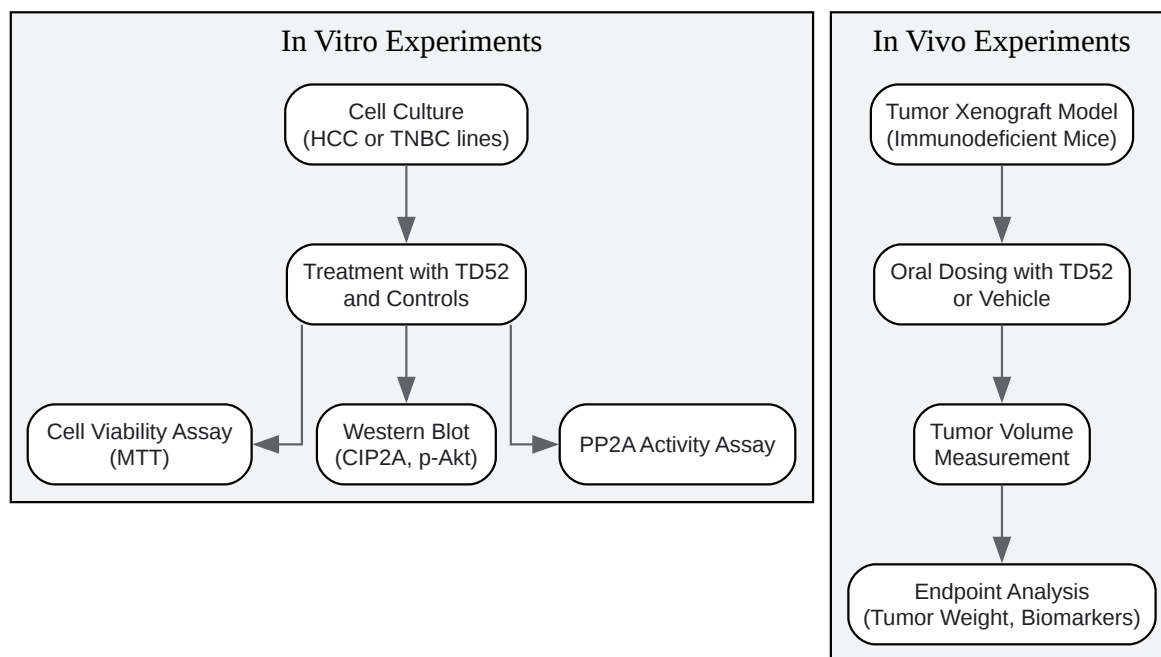 In Vitro Experiments
Cell Culture
(HCC or TNBC lines)
Treatment with TD52
and Controls
Cell Viability Assay
(MTT)
Western Blot
(CIP2A, p-Akt)
PP2A Activity Assay
In Vivo Experiments
Tumor Xenograft Model
(Immunodeficient Mice)
Oral Dosing with TD52
or Vehicle
Tumor Volume
Measurement
Endpoint Analysis
(Tumor Weight, Biomarkers)